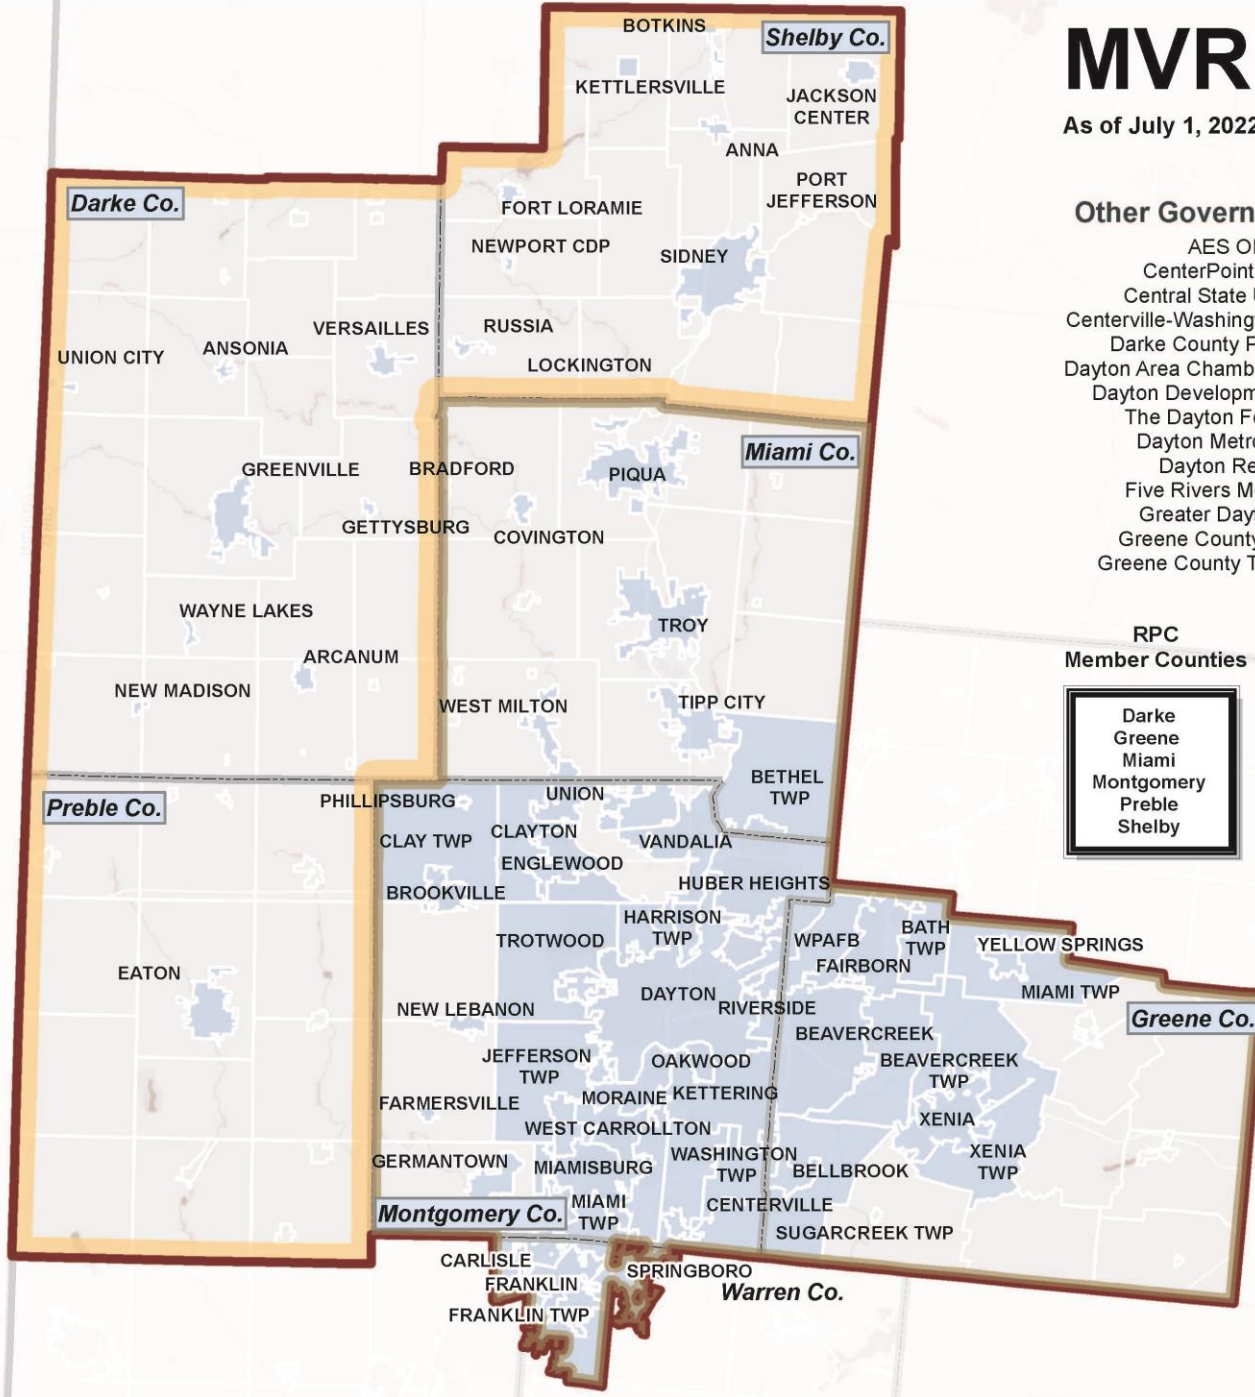 MVR
As of July 1, 2022
Other Govern
AES O
CenterPoint
Central State
Centerville-Washing
Darke County
Dayton Area Chamb
Dayton Developm
The Dayton
Dayton Metr
Dayton Re
Five Rivers M
Greater Day
Greene County
Greene County T
RPC
Member Counties
Darke
Greene
Miami
Montgomery
Preble
Shelby
Shelby Co.
BOTKINS
KETTLERSVILLE
JACKSON
CENTER
ANNA
PORT
JEFFERSON
FORT LORAMIE
NEWPORT CDP
SIDNEY
RUSSIA
LOCKINGTON
Darke Co.
VERSAILLES
UNION CITY
ANSONIA
GREENVILLE
GETTYSBURG
WAYNE LAKES
ARCANUM
NEW MADISON
Miami Co.
BRADFORD
PIQUA
COVINGTON
TROY
WEST MILTON
TIPP CITY
BETHEL
TWP
Preble Co.
EATON
PHILLIPSBURG
UNION
CLAY TWP
CLAYTON
VANDALIA
ENGLEWOOD
BROOKVILLE
HUBER HEIGHTS
HARRISON
TWP
TROTWOOD
DAYTON
NEW LEBANON
RIVERSIDE
JEFFERSON
TWP
OAKWOOD
MORAINE
KETTERING
FARMERSVILLE
WEST CARROLLTON
GERMANTOWN
MIAMISBURG
WASHINGTON
TWP
MIAMI
TWP
CENTERVILLE
Montgomery Co.
WPAFB
BATH
TWP
YELLOW SPRINGS
FAIRBORN
MIAMI TWP
Greene Co.
BEAVERCREEK
BEAVERCREEK
TWP
XENIA
XENIA
TWP
BELLBROOK
SUGARCREEK TWP
CARLISLE
FRANKLIN
SPRINGBORO
Warren Co.
FRANKLIN TWP